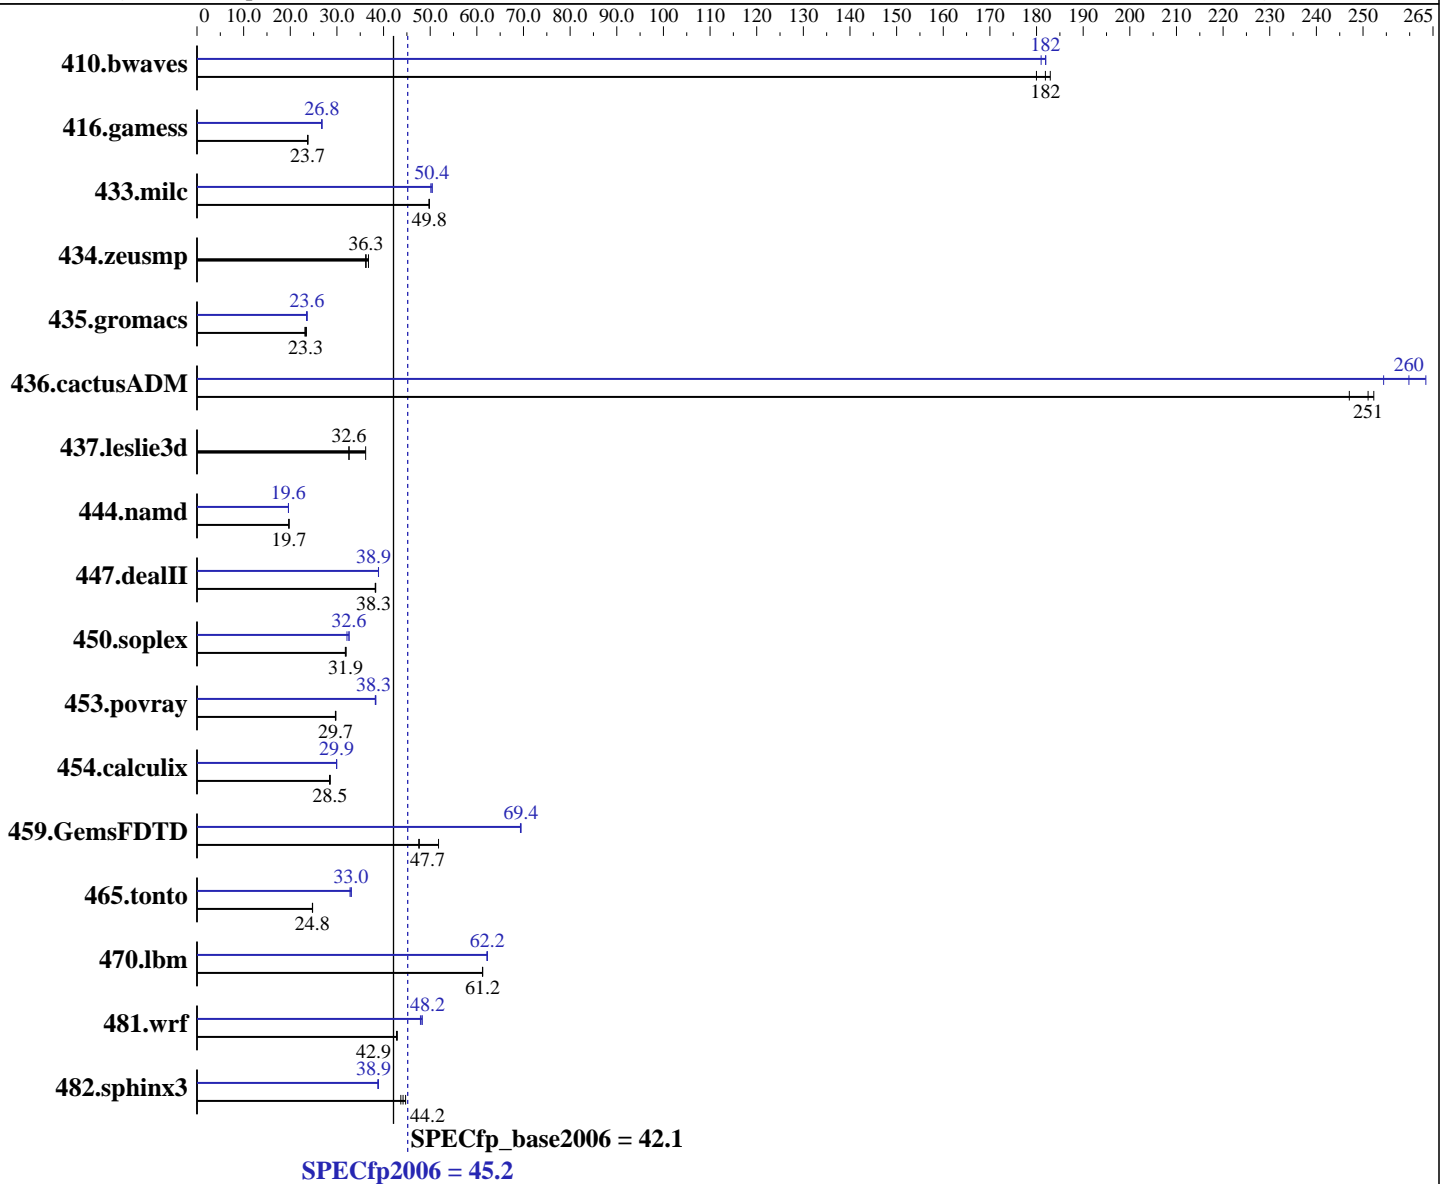 0 10.0 20.0 30.0 40.0 50.0 60.0 70.0 80.0 90.0 100 110 120 130 140 150 160 170 180 190 200 210 220 230 240 250 265
182
410.bwaves
182
26.8
416.gamess
23.7
50.4
433.milc
49.8
36.3
434.zeusmp
23.6
435.gromacs
23.3
260
436.cactusADM
251
32.6
437.leslie3d
19.6
444.namd
19.7
38.9
447.dealII
38.3
32.6
450.soplex
31.9
38.3
453.povray
29.7
29.9
454.calculix
28.5
69.4
459.GemsFDTD
47.7
33.0
465.tonto
24.8
62.2
470.lbm
61.2
48.2
481.wrf
42.9
38.9
482.sphinx3
44.2
SPECfp_base2006 = 42.1
SPECfp2006 = 45.2